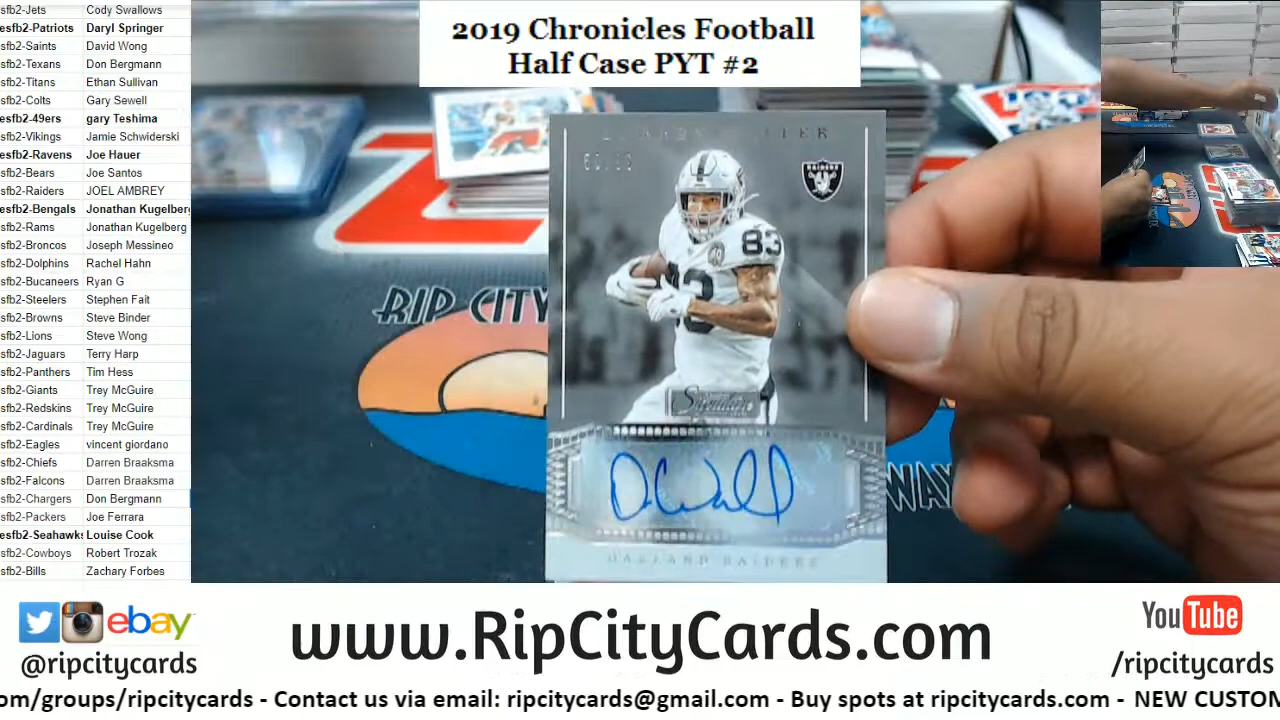 2019 Chronicles Football
Half Case PYT #2
sfb2-Jets Cody Swallows
esfb2-Patriots Daryl Springer
sfb2-Saints David Wong
sfb2-Texans Don Bergmann
sfb2-Titans Ethan Sullivan
sfb2-Colts Gary Sewell
esfb2-49ers gary Teshima
sfb2-Vikings Jamie Schwiderski
esfb2-Ravens Joe Hauer
sfb2-Bears Joe Santos
sfb2-Raiders JOEL AMBREY
esfb2-Bengals Jonathan Kugelberg
sfb2-Rams Jonathan Kugelberg
sfb2-Broncos Joseph Messineo
sfb2-Dolphins Rachel Hahn
sfb2-Bucaneers Ryan G
sfb2-Steelers Stephen Fait
sfb2-Browns Steve Binder
sfb2-Lions Steve Wong
sfb2-Jaguars Terry Harp
sfb2-Panthers Tim Hess
sfb2-Giants Trey McGuire
sfb2-Redskins Trey McGuire
sfb2-Cardinals Trey McGuire
sfb2-Eagles vincent giordano
sfb2-Chiefs Darren Braaksma
sfb2-Falcons Darren Braaksma
sfb2-Chargers Don Bergmann
sfb2-Packers Joe Ferrara
esfb2-Seahawks Louise Cook
sfb2-Cowboys Robert Trozak
sfb2-Bills Zachary Forbes
RAIDERS
83
83
RIP CITY
WAY
OAKLAND RAIDERS
ebay
@ripcitycards
www.RipCityCards.com
YouTube
/ripcitycards
om/groups/ripcitycards - Contact us via email: ripcitycards@gmail.com - Buy spots at ripcitycards.com - NEW CUSTOM